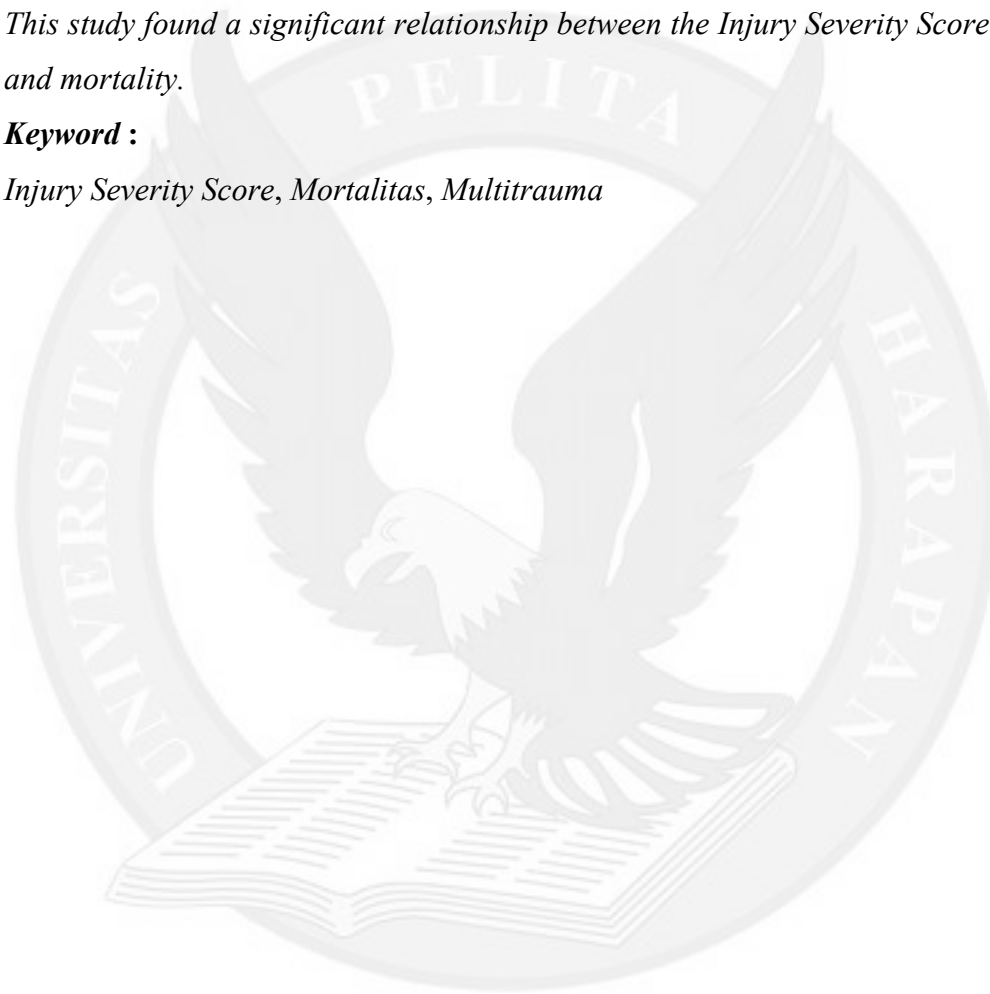 This study found a significant relationship between the Injury Severity Score
and mortality.
Keyword :
Injury Severity Score, Mortalitas, Multitrauma
UNIVERSITAS PELITA HARAPAN